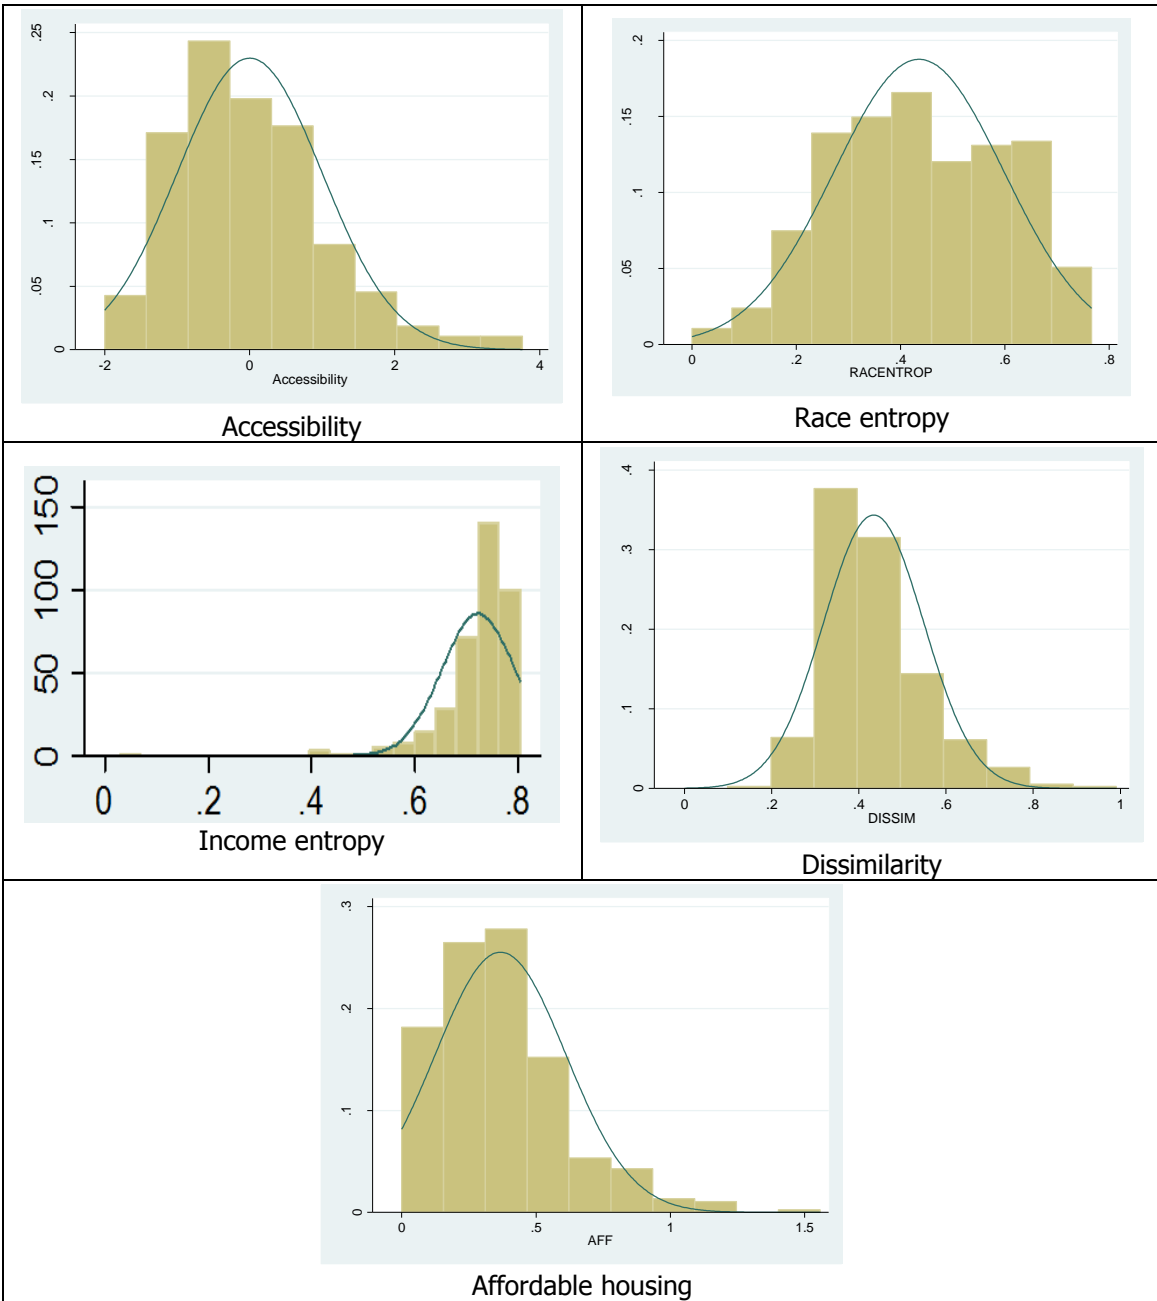 .25
.2
.15
.1
.05
0
-2 0 2 4
Accessibility
Accessibility
.2
.15
.1
.05
0
0 .2 .4 .6 .8
RACENTROP
Race entropy
150
100
50
0
0 .2 .4 .6 .8
Income entropy
.4
.3
.2
.1
0
0 .2 .4 .6 .8 1
DISSIM
Dissimilarity
.3
.2
.1
0
0 .5 1 1.5
AFF
Affordable housing